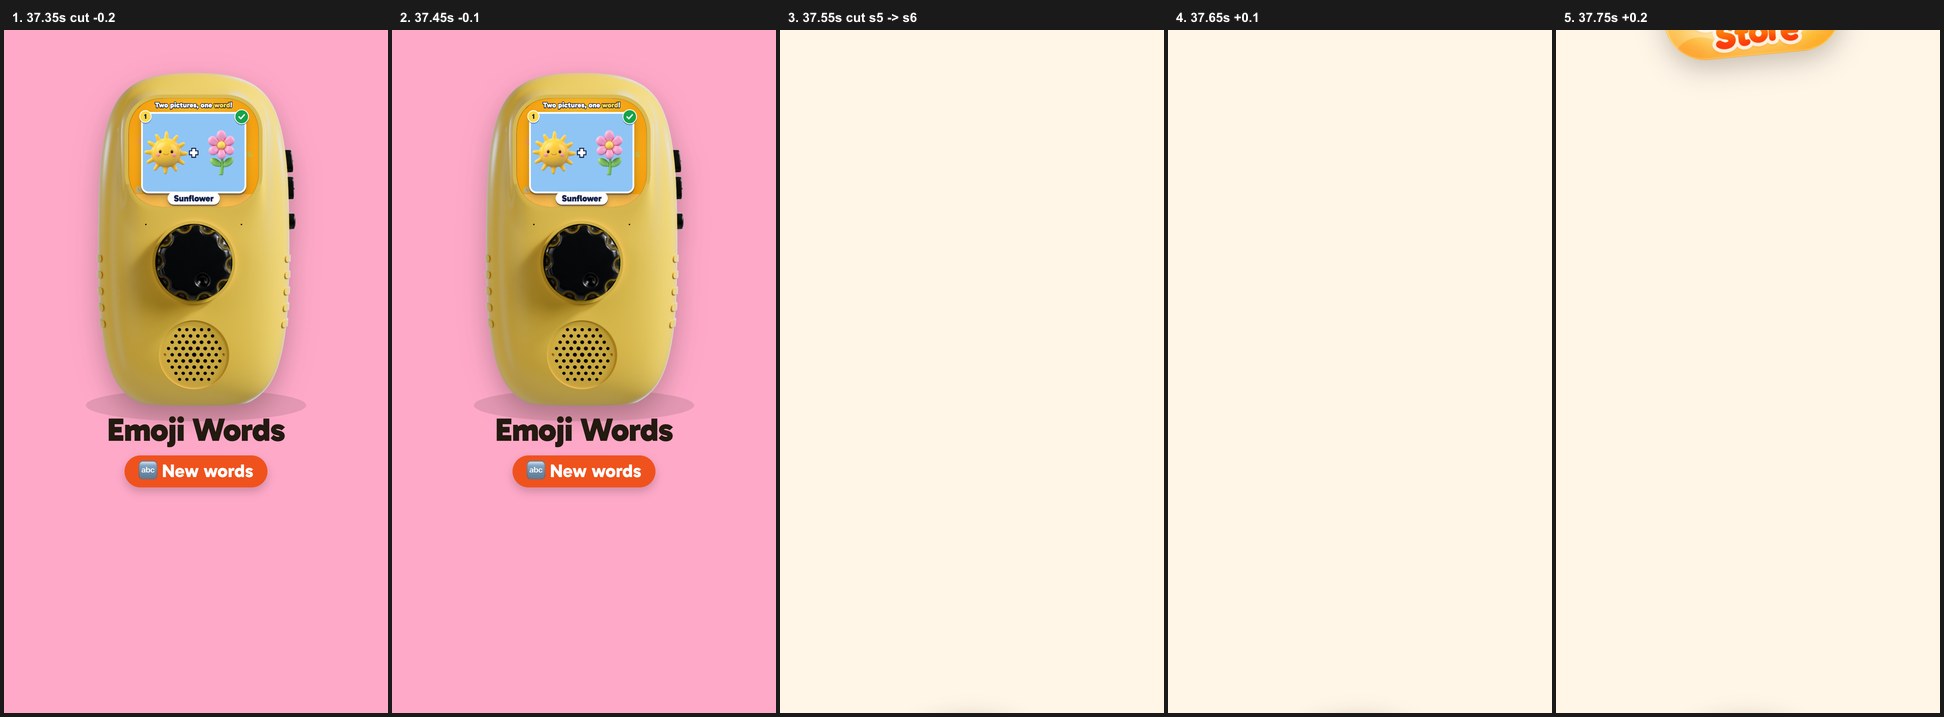 1. 37.35s cut -0.2
2. 37.45s -0.1
3. 37.55s cut s5 -> s6
4. 37.65s +0.1
5. 37.75s +0.2
Two pictures, one word!
1
Sunflower
Emoji Words
abc New words
Two pictures, one word!
1
Sunflower
Emoji Words
abc New words
Store